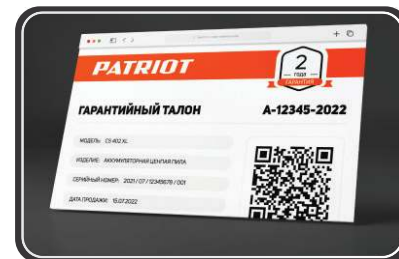 PATRIOT
2
ГОДА
ГАРАНТИЯ
ГАРАНТИЙНЫЙ ТАЛОН
А-12345-2022
МОДЕЛЬ: CS 402 XL
ИЗДЕЛИЕ: АККУМУЛЯТОРНАЯ ЦЕПНАЯ ПИЛА
СЕРИЙНЫЙ НОМЕР: 2021 / 07 / 12345678 / 001
ДАТА ПРОДАЖИ: 15.07.2022